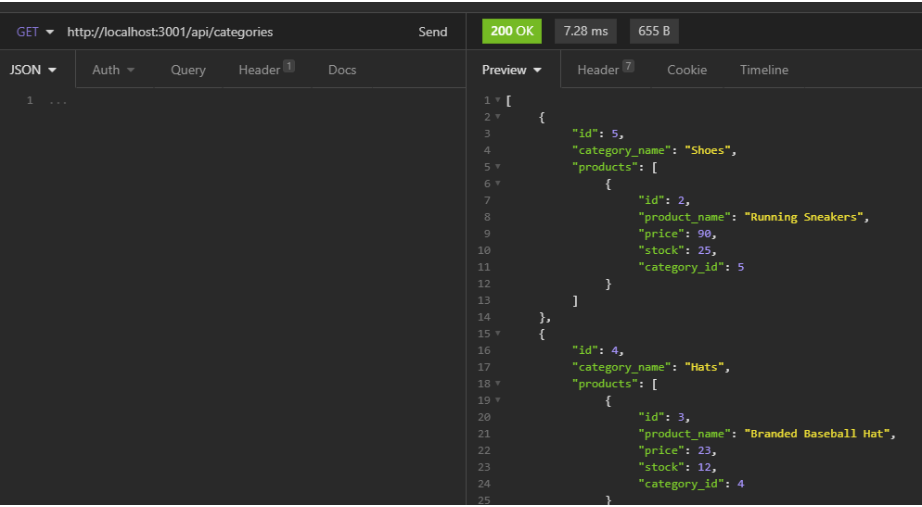 GET http://localhost:3001/api/categories Send
200 OK 7.28 ms 655 B
JSON Auth Query Header 1 Docs
Preview Header 7 Cookie Timeline
1 ...
1 [
2 {
3 "id": 5,
4 "category_name": "Shoes",
5 "products": [
6 {
7 "id": 2,
8 "product_name": "Running Sneakers",
9 "price": 90,
10 "stock": 25,
11 "category_id": 5
12 }
13 ]
14 },
15 {
16 "id": 4,
17 "category_name": "Hats",
18 "products": [
19 {
20 "id": 3,
21 "product_name": "Branded Baseball Hat",
22 "price": 23,
23 "stock": 12,
24 "category_id": 4
25 }